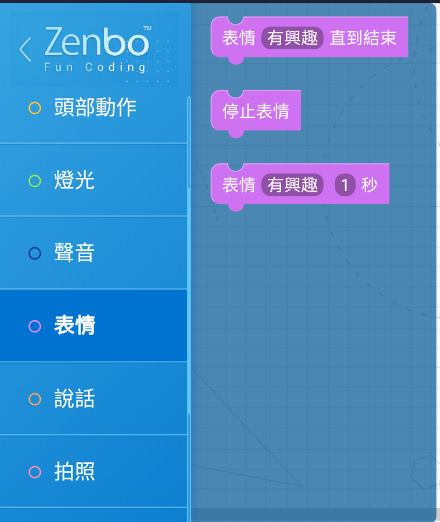 Zenbo™
Fun Coding
頭部動作
燈光
聲音
表情
說話
拍照
表情 有興趣 直到結束
停止表情
表情 有興趣 1 秒